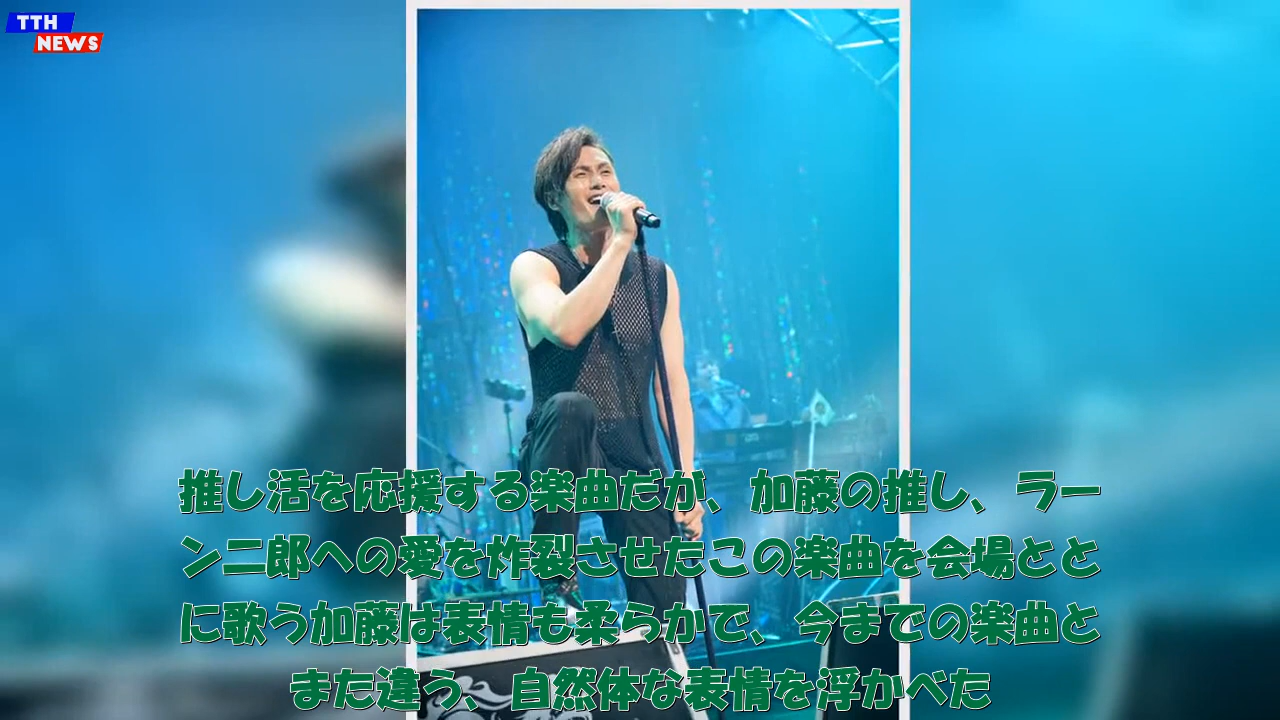 TTH
NEWS
推し活を応援する楽曲だが、加藤の推し、ラー
ン二郎への愛を炸裂させたこの楽曲を会場とと
に歌う加藤は表情も柔らかで、今までの楽曲と
また違う、自然体な表情を浮かべた